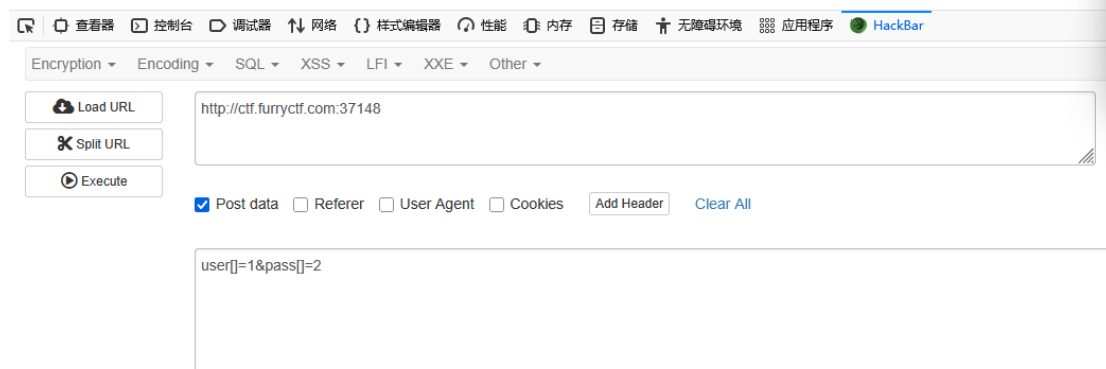 查看器 控制台 调试器 网络 {} 样式编辑器 性能 内存 存储 无障碍环境 应用程序 HackBar
Encryption Encoding SQL XSS LFI XXE Other
Load URL
http://ctf.furryctf.com:37148
Split URL
Execute
Post data Referer User Agent Cookies Add Header Clear All
user[]=1&pass[]=2